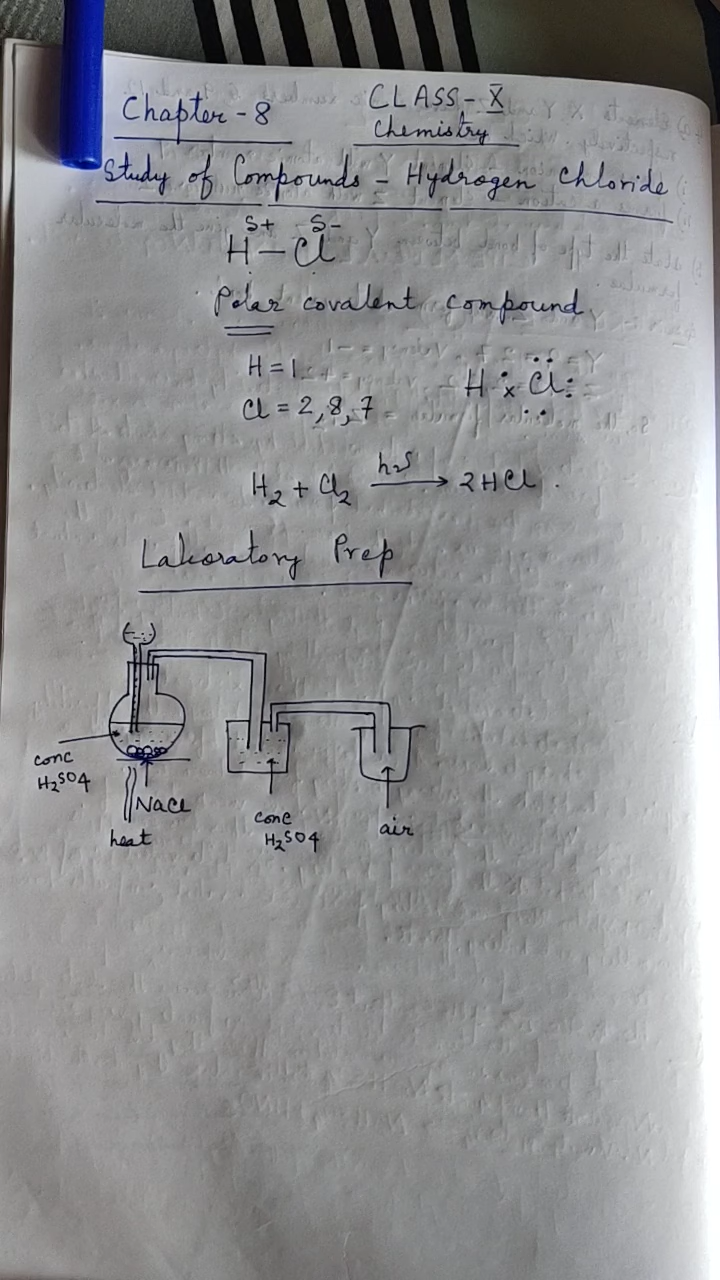 Chapter - 8
CLASS - X
Chemistry
Study of Compounds - Hydrogen Chloride
δ+ δ-
H - Cl
Polar covalent compound
H = 1
Cl = 2, 8, 7
H × Cl
H2 + Cl2 → 2HCl .
Laboratory Prep
conc
H2SO4
NaCl
heat
conc
H2SO4
air